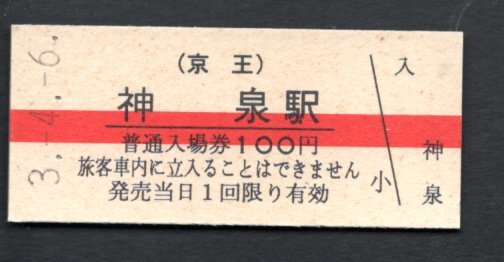 3.-4.-6.
(京王)
神泉駅
普通入場券100円
旅客車内に立入ることはできません
発売当日1回限り有効
小
入
神泉